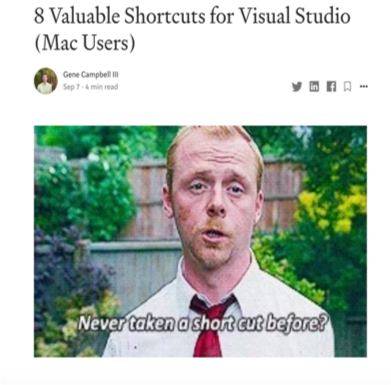 8 Valuable Shortcuts for Visual Studio
(Mac Users)
Gene Campbell III
Sep 7 · 4 min read
Never taken a short cut before?